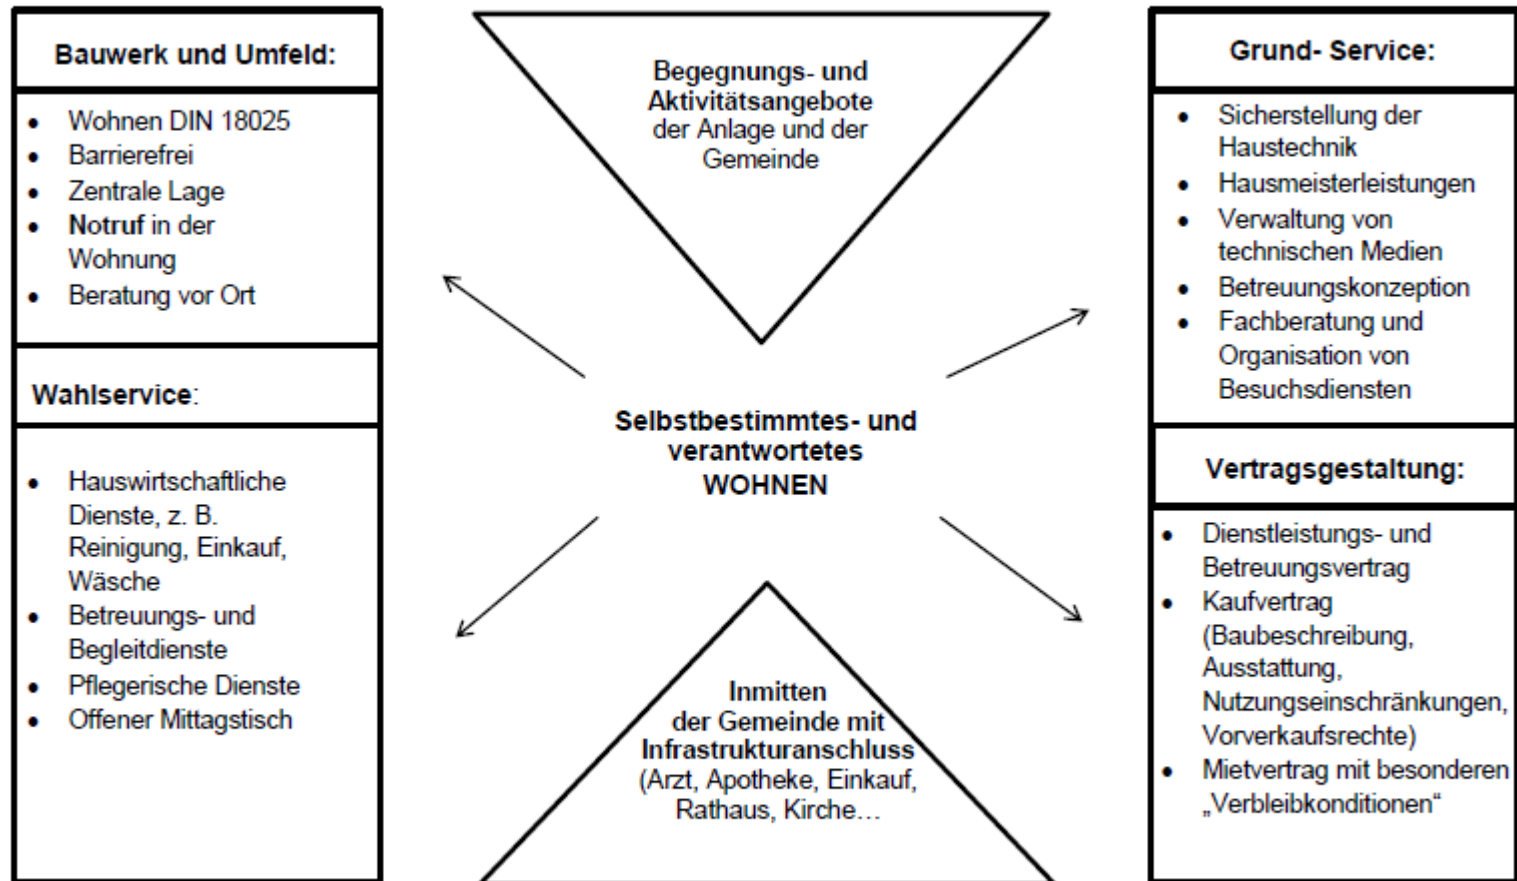 Bauwerk und Umfeld:
• Wohnen DIN 18025
• Barrierefrei
• Zentrale Lage
• Notruf in der
Wohnung
• Beratung vor Ort
Wahlservice:
• Hauswirtschaftliche
Dienste, z. B.
Reinigung, Einkauf,
Wäsche
• Betreuungs- und
Begleitdienste
• Pflegerische Dienste
• Offener Mittagstisch
Begegnungs- und
Aktivitätsangebote
der Anlage und der
Gemeinde
Selbstbestimmtes- und
verantwortetes
WOHNEN
Inmitten
der Gemeinde mit
Infrastrukturanschluss
(Arzt, Apotheke, Einkauf,
Rathaus, Kirche…
Grund- Service:
• Sicherstellung der
Haustechnik
• Hausmeisterleistungen
• Verwaltung von
technischen Medien
• Betreuungskonzeption
• Fachberatung und
Organisation von
Besuchsdiensten
Vertragsgestaltung:
• Dienstleistungs- und
Betreuungsvertrag
• Kaufvertrag
(Baubeschreibung,
Ausstattung,
Nutzungseinschränkungen,
Vorverkaufsrechte)
• Mietvertrag mit besonderen
„Verbleibkonditionen“